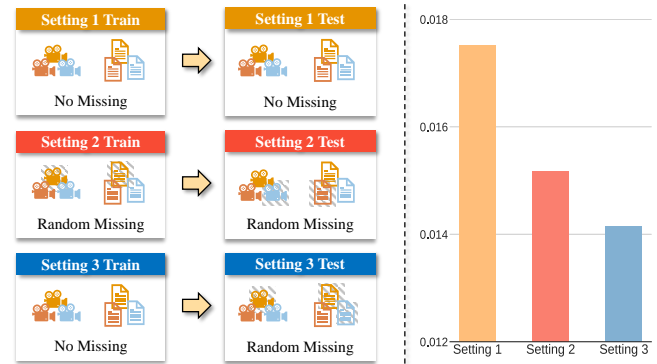 Setting 1 Train
No Missing
Setting 1 Test
No Missing
Setting 2 Train
Random Missing
Setting 2 Test
Random Missing
Setting 3 Train
No Missing
Setting 3 Test
Random Missing
0.018
0.016
0.014
0.012
Setting 1
Setting 2
Setting 3